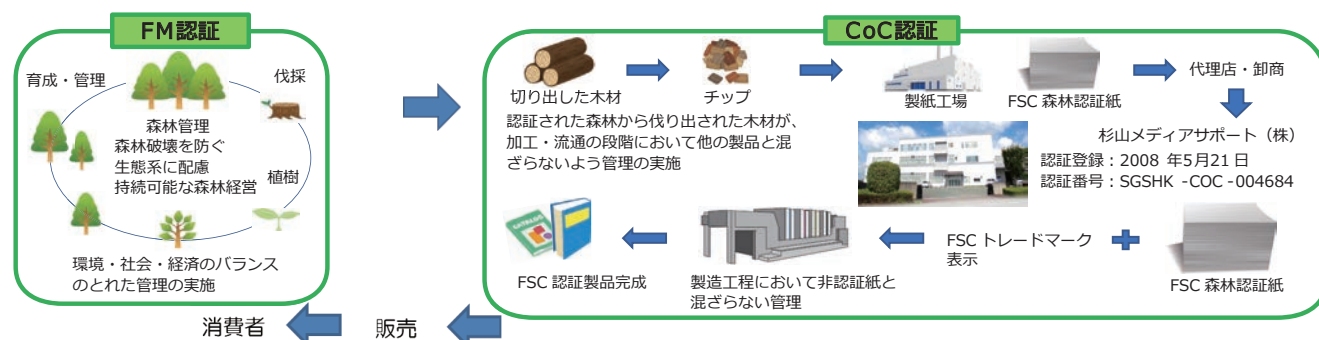 FM認証
育成・管理
伐採
森林管理
森林破壊を防ぐ
生態系に配慮
持続可能な森林経営
植樹
環境・社会・経済のバランス
のとれた管理の実施
CoC認証
切り出した木材
チップ
製紙工場
FSC 森林認証紙
代理店・卸商
認証された森林から伐り出された木材が、
加工・流通の段階において他の製品と混
ざらないよう管理の実施
杉山メディアサポート（株）
認証登録：2008 年5月21 日
認証番号：SGSHK -COC -004684
FSC 森林認証紙
FSC トレードマーク
表示
製造工程において非認証紙と
混ざらない管理
CATALOG
FSC 認証製品完成
販売
消費者